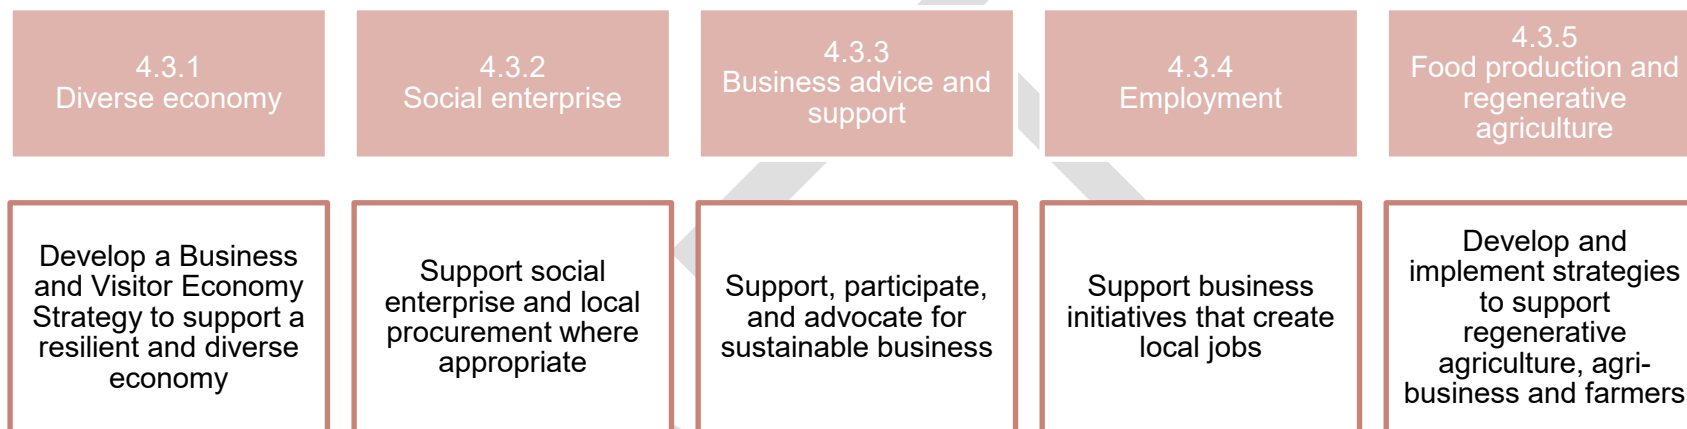 4.3.1
Diverse economy
4.3.2
Social enterprise
4.3.3
Business advice and
support
4.3.4
Employment
4.3.5
Food production and
regenerative
agriculture
Develop a Business
and Visitor Economy
Strategy to support a
resilient and diverse
economy
Support social
enterprise and local
procurement where
appropriate
Support, participate,
and advocate for
sustainable business
Support business
initiatives that create
local jobs
Develop and
implement strategies
to support
regenerative
agriculture, agri-
business and farmers